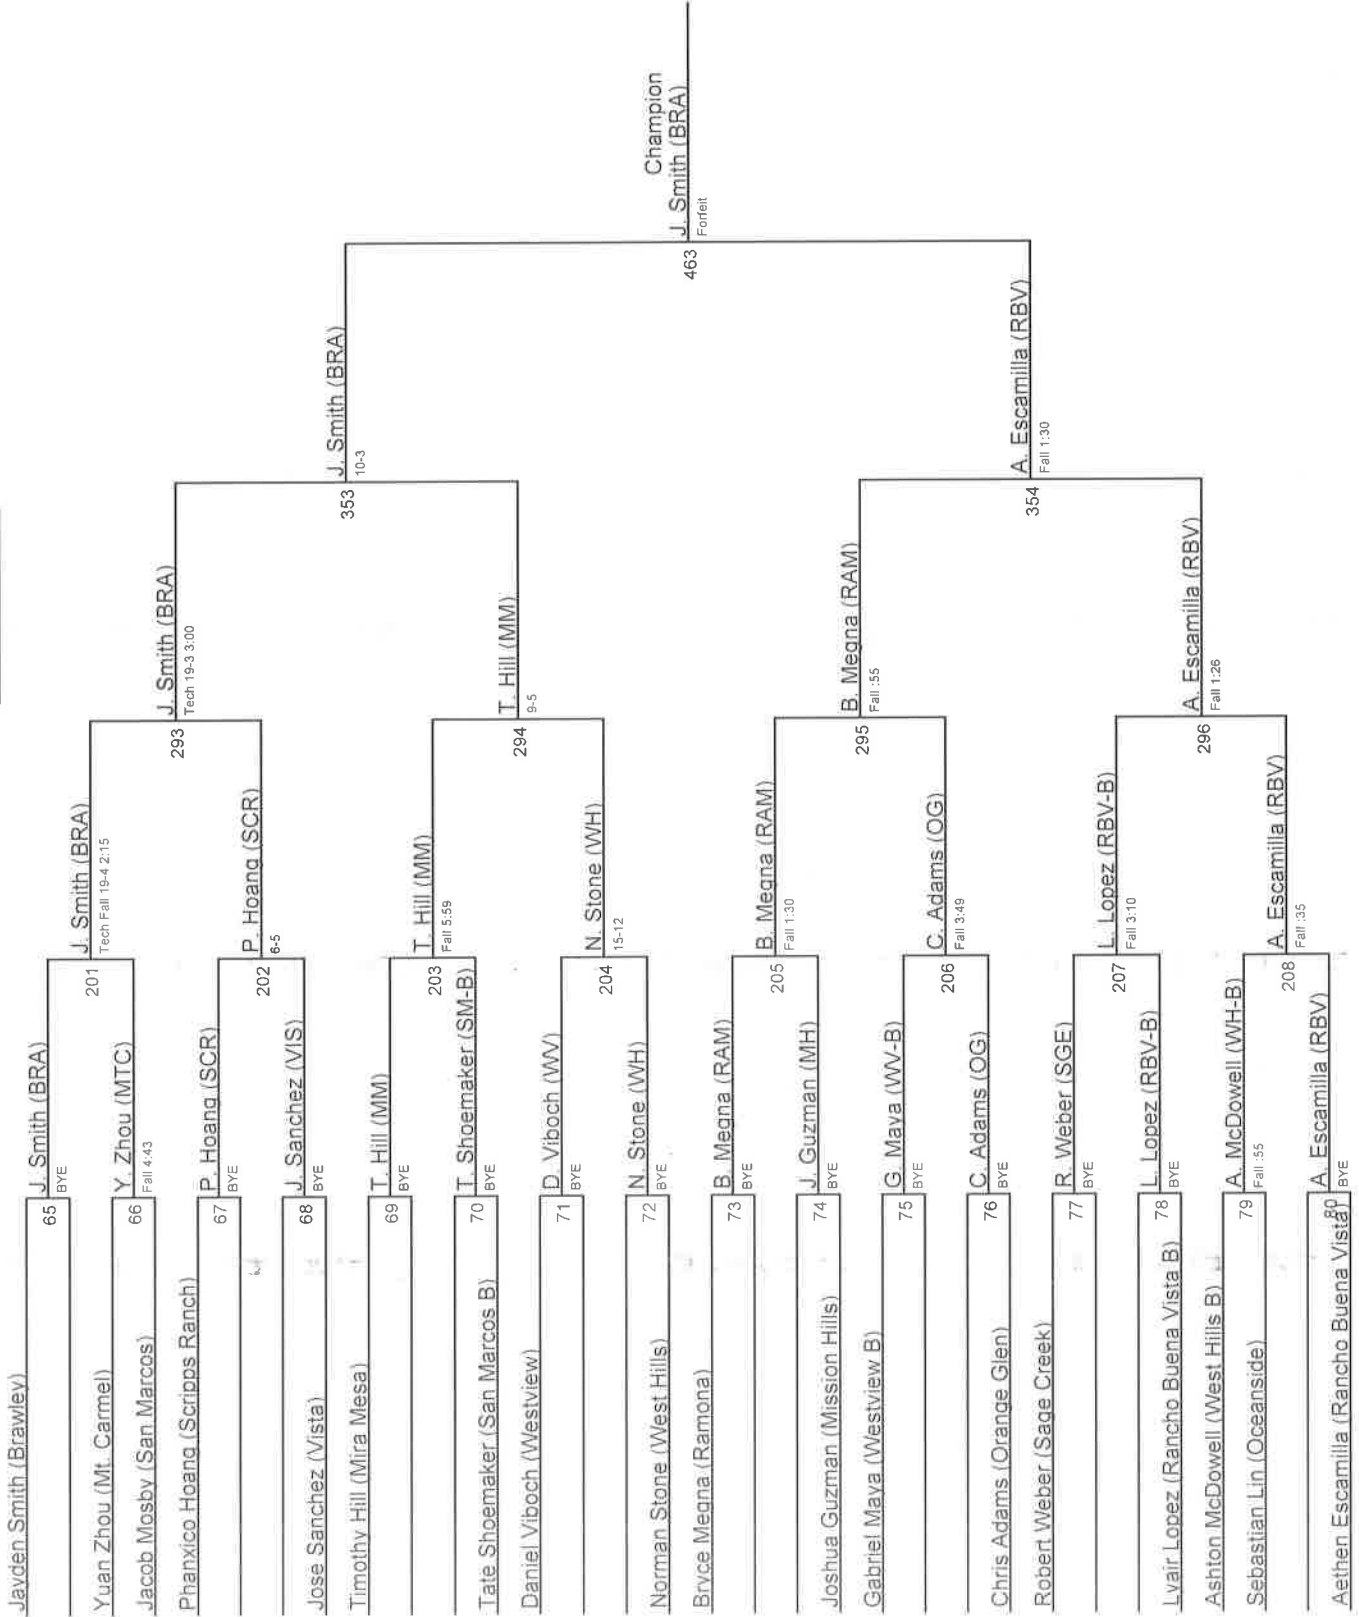 Jayden Smith (Brawley)
Yuan Zhou (Mt. Carmel)
Jacob Mosby (San Marcos)
Phanxico Hoang (Scripps Ranch)
Jose Sanchez (Vista)
Timothy Hill (Mira Mesa)
Tate Shoemaker (San Marcos B)
Daniel Viboch (Westview)
Norman Stone (West Hills)
Bryce Megna (Ramona)
Joshua Guzman (Mission Hills)
Gabriel Maya (Westview B)
Chris Adams (Orange Glen)
Robert Weber (Sage Creek)
Lyair Lopez (Rancho Buena Vista B)
Ashton McDowell (West Hills B)
Sebastian Lin (Oceanside)
Aethen Escamilla (Rancho Buena Vista)
65
J. Smith (BRA)
BYE
66
Y. Zhou (MTC)
Fall 4:43
67
P. Hoang (SCR)
BYE
68
J. Sanchez (VIS)
BYE
69
T. Hill (MM)
BYE
70
T. Shoemaker (SM-B)
BYE
71
D. Viboch (WV)
BYE
72
N. Stone (WH)
BYE
73
B. Megna (RAM)
BYE
74
J. Guzman (MH)
BYE
75
G. Maya (WV-B)
BYE
76
C. Adams (OG)
BYE
77
R. Weber (SGE)
BYE
78
L. Lopez (RBV-B)
BYE
79
A. McDowell (WH-B)
Fall :55
80
A. Escamilla (RBV)
BYE
201
J. Smith (BRA)
Tech Fall 19-4 2:15
202
P. Hoang (SCR)
6-5
203
T. Hill (MM)
Fall 5:59
204
N. Stone (WH)
15-12
205
B. Megna (RAM)
Fall 1:30
206
C. Adams (OG)
Fall 3:49
207
L. Lopez (RBV-B)
Fall 3:10
208
A. Escamilla (RBV)
Fall :35
293
J. Smith (BRA)
Tech 19-3 3:00
294
T. Hill (MM)
9-5
295
B. Megna (RAM)
Fall :55
296
A. Escamilla (RBV)
Fall 1:26
353
J. Smith (BRA)
10-3
354
A. Escamilla (RBV)
Fall 1:30
463
Champion
J. Smith (BRA)
Forfeit